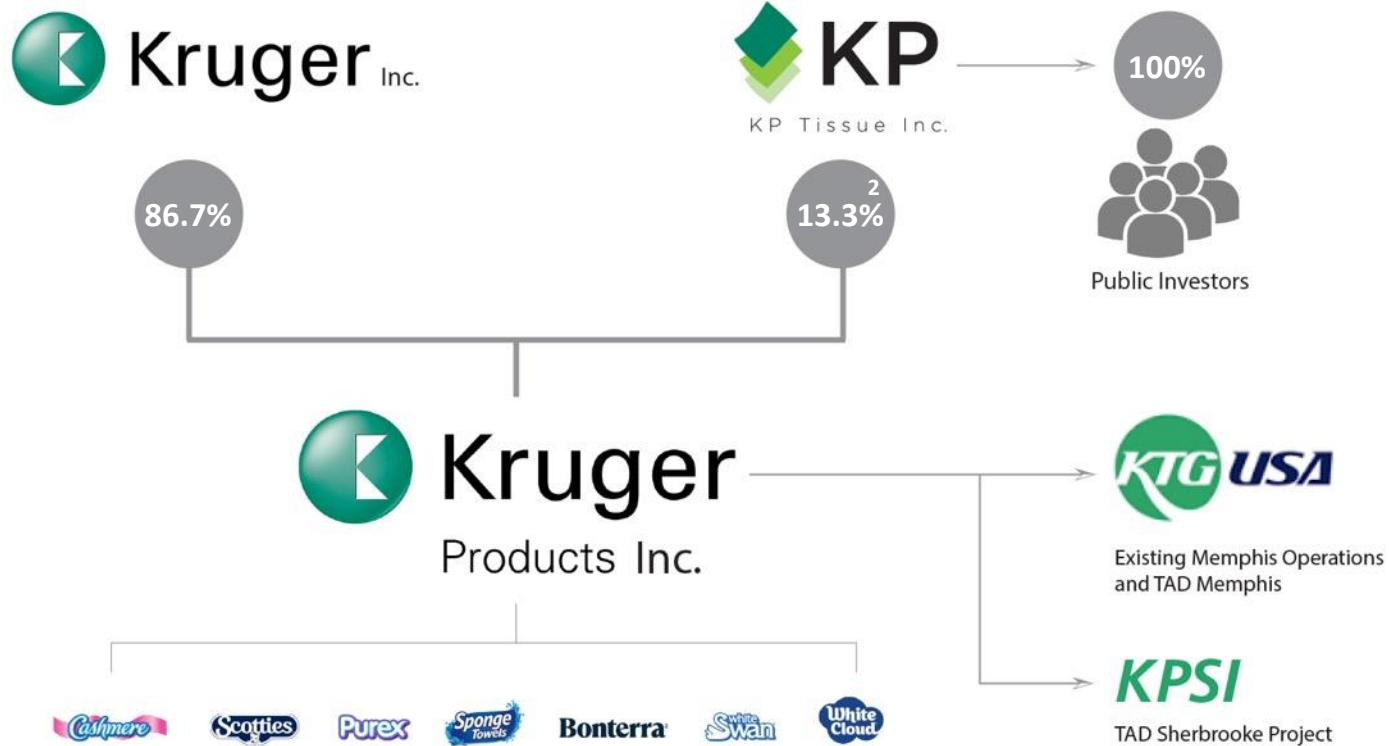 Kruger Inc.
KP
KP Tissue Inc.
100%
Public Investors
86.7%
13.3%²
Kruger
Products Inc.
KTG USA
Existing Memphis Operations
and TAD Memphis
KPSI
TAD Sherbrooke Project
Cashmere
Scotties
Purex
Sponge
Towels
Bonterra
White
Swan
White
Cloud